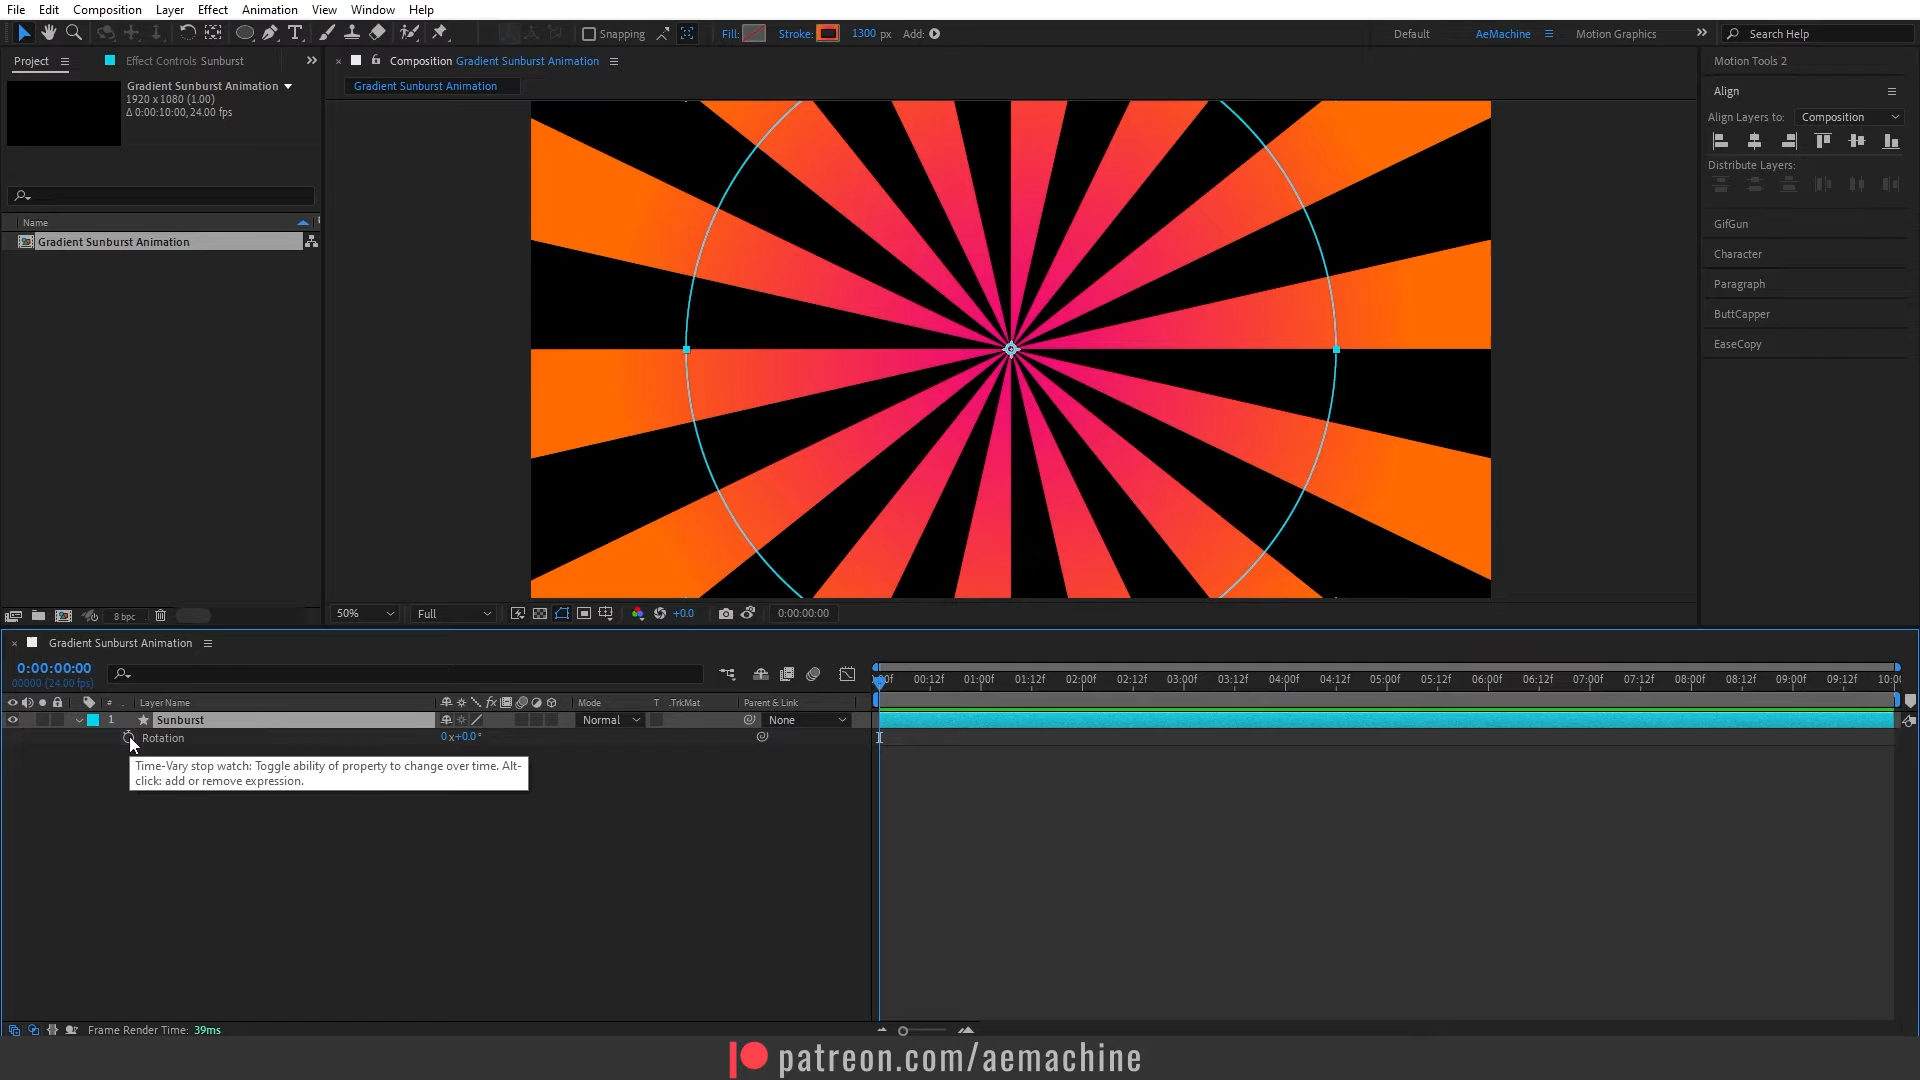 File Edit Composition Layer Effect Animation View Window Help
Snapping
Fill: Stroke: 1300 px Add:
Default AeMachine Motion Graphics
Search Help
Project
Effect Controls Sunburst
Composition Gradient Sunburst Animation
Motion Tools 2
Gradient Sunburst Animation
1920 x 1080 (1.00)
Δ 0:00:10:00, 24.00 fps
Gradient Sunburst Animation
Align
Align Layers to: Composition
Distribute Layers:
Name
Gradient Sunburst Animation
GifGun
Character
Paragraph
ButtCapper
EaseCopy
8 bpc
50% Full +0.0 0:00:00:00
Gradient Sunburst Animation
0:00:00:00
00000 (24.00 fps)
00:12f 01:00f 01:12f 02:00f 02:12f 03:00f 03:12f 04:00f 04:12f 05:00f 05:12f 06:00f 06:12f 07:00f 07:12f 08:00f 08:12f 09:00f 09:12f
# Layer Name fx Mode T .TrkMat Parent & Link
1 Sunburst Normal None
Rotation 0x+0.0°
Time-Vary stop watch: Toggle ability of property to change over time. Alt-
click: add or remove expression.
Frame Render Time: 39ms
patreon.com/aemachine